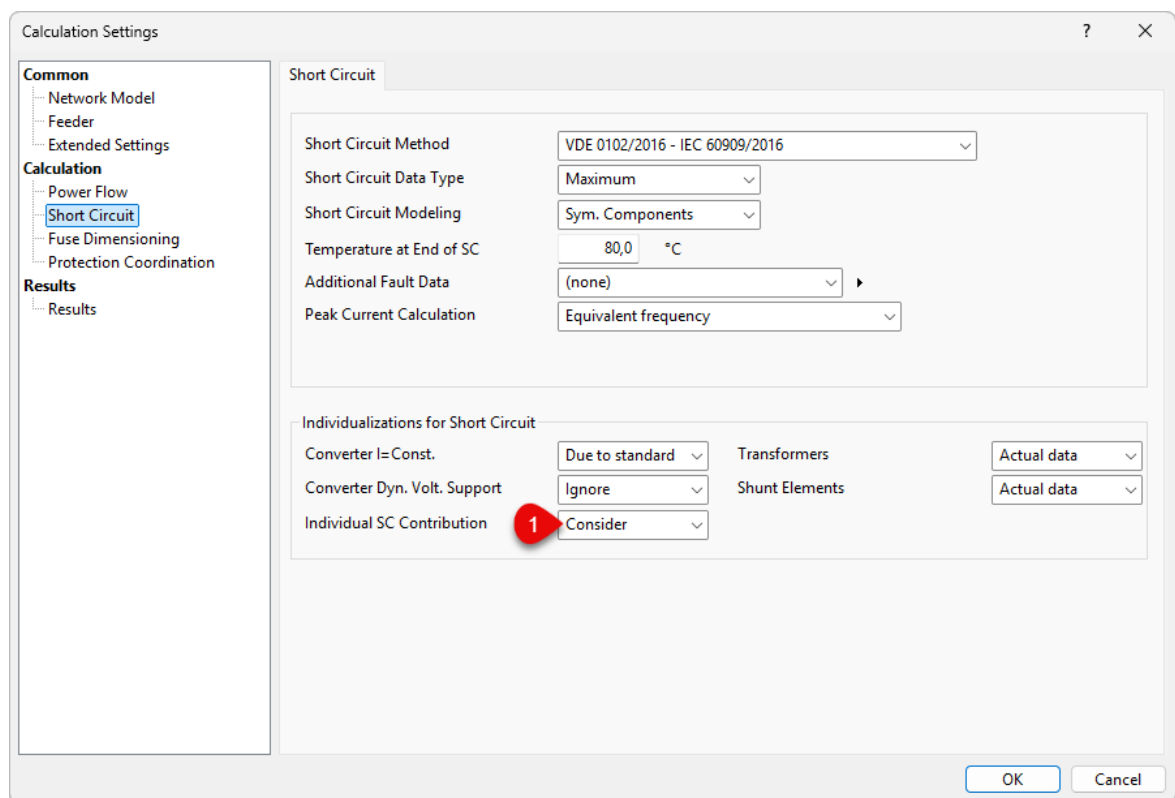 Calculation Settings ?
Common
Network Model
Feeder
Extended Settings
Calculation
Power Flow
Short Circuit
Fuse Dimensioning
Protection Coordination
Results
Results
Short Circuit
Short Circuit Method VDE 0102/2016 - IEC 60909/2016
Short Circuit Data Type Maximum
Short Circuit Modeling Sym. Components
Temperature at End of SC 80,0 °C
Additional Fault Data (none)
Peak Current Calculation Equivalent frequency
Individualizations for Short Circuit
Converter I=Const. Due to standard Transformers Actual data
Converter Dyn. Volt. Support Ignore Shunt Elements Actual data
Individual SC Contribution 1 Consider
OK Cancel